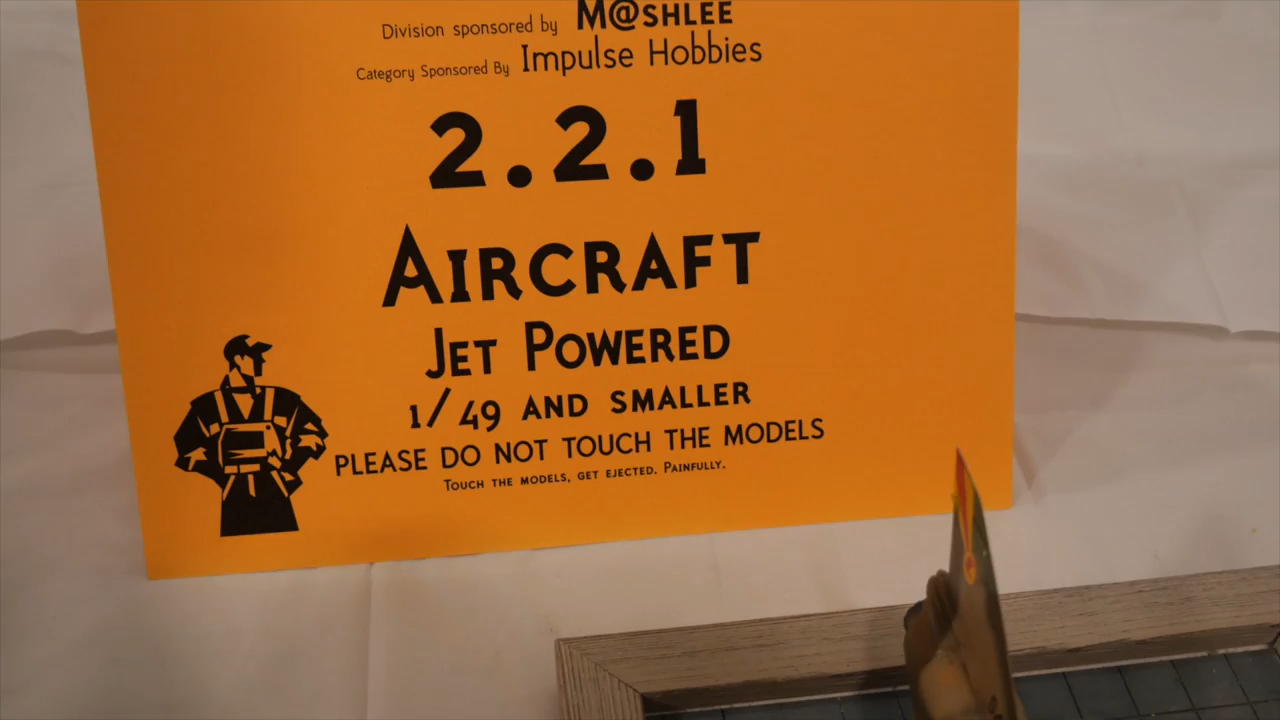 Division sponsored by M@SHLEE
Category Sponsored By Impulse Hobbies
2.2.1
AIRCRAFT
JET POWERED
1/49 AND SMALLER
PLEASE DO NOT TOUCH THE MODELS
TOUCH THE MODELS, GET EJECTED. PAINFULLY.